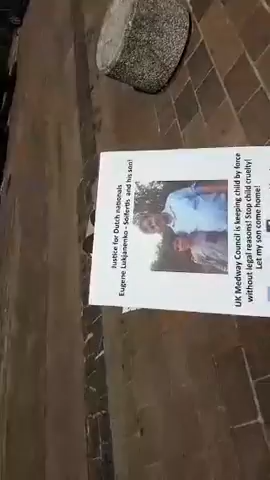 Justice for Dutch nationals
Eugene Lukjanenko - Soifertis and his son!
UK Medway Council is keeping child by force
without legal reasons! Stop child cruelty!
Let my son come home!